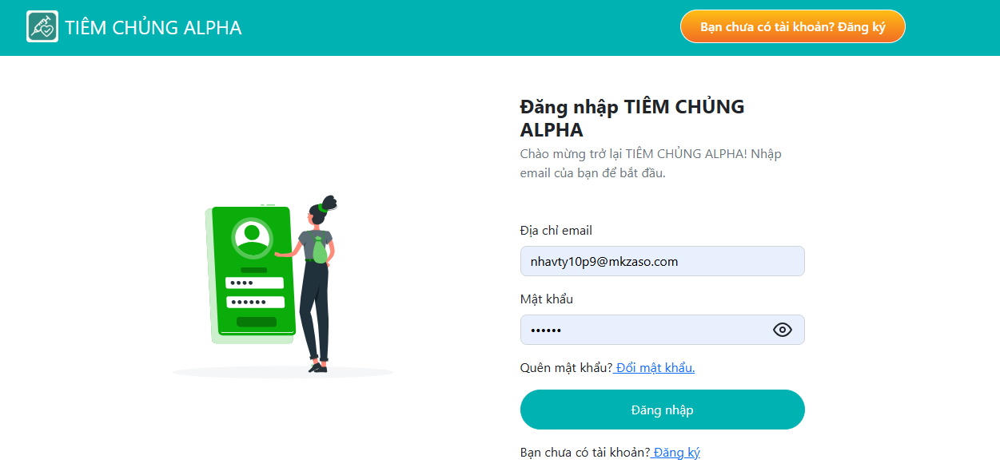 TIÊM CHỦNG ALPHA
Bạn chưa có tài khoản? Đăng ký
Đăng nhập TIÊM CHỦNG
ALPHA
Chào mừng trở lại TIÊM CHỦNG ALPHA! Nhập
email của bạn để bắt đầu.
Địa chỉ email
nhavty10p9@mkzaso.com
Mật khẩu
••••••
Quên mật khẩu? Đổi mật khẩu.
Đăng nhập
Bạn chưa có tài khoản? Đăng ký